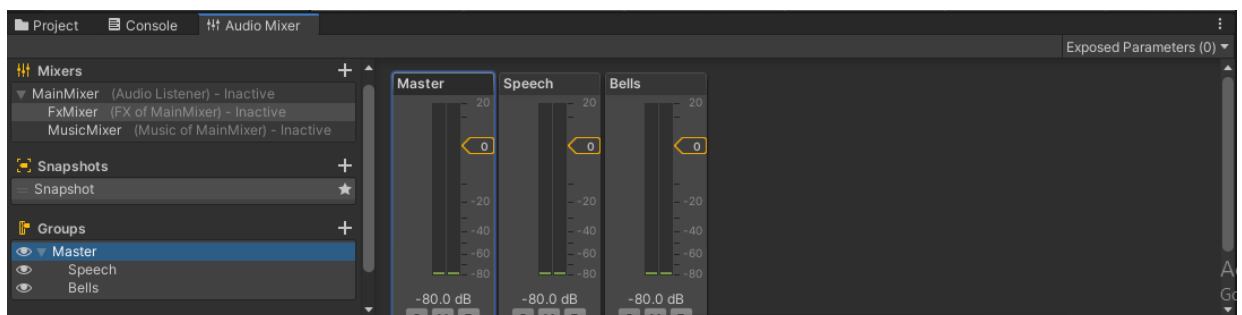 Project Console Audio Mixer
Exposed Parameters (0)
Mixers
MainMixer (Audio Listener) - Inactive
FxMixer (FX of MainMixer) - Inactive
MusicMixer (Music of MainMixer) - Inactive
Snapshots
Snapshot
Groups
Master
Speech
Bells
Master Speech Bells
20 20 20
0 0 0
-20 -20 -20
-40 -40 -40
-60 -60 -60
-80 -80 -80
-80.0 dB -80.0 dB -80.0 dB